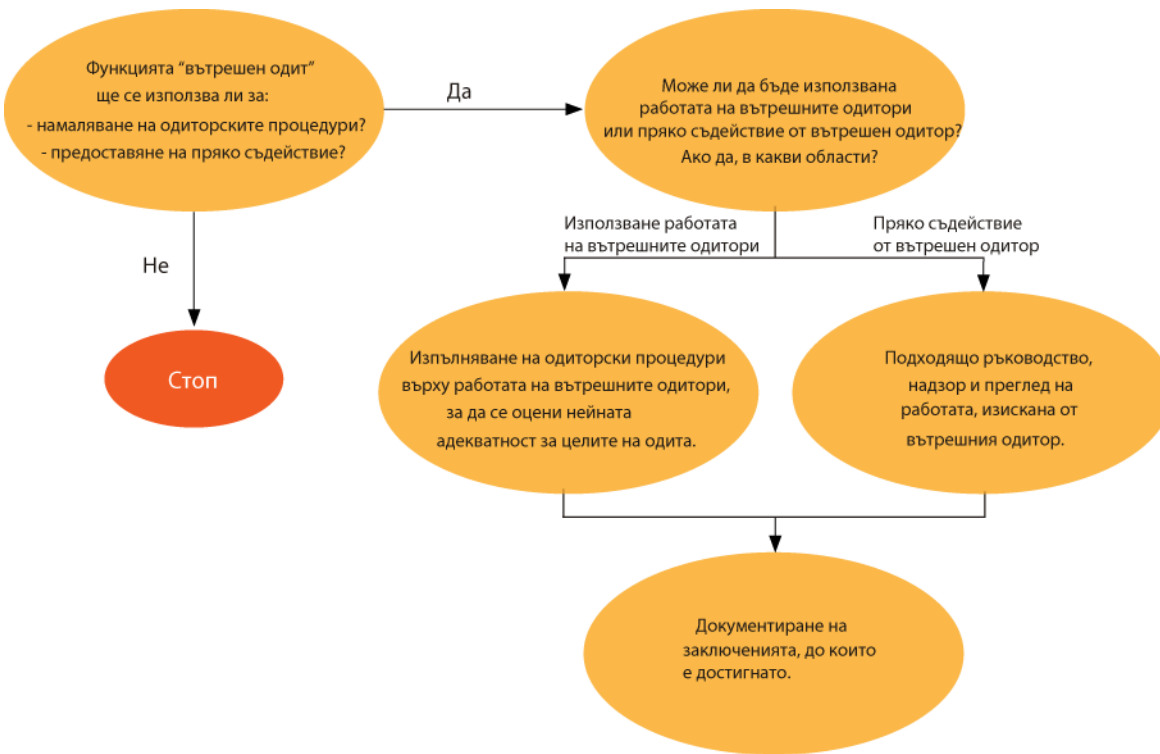 Функцията “вътрешен одит”
ще се използва ли за:
- намаляване на одиторските процедури?
- предоставяне на пряко съдействие?
Да
Може ли да бъде използвана
работата на вътрешните одитори
или пряко съдействие от вътрешен одитор?
Ако да, в какви области?
Не
Стоп
Използване работата
на вътрешните одитори
Пряко съдействие
от вътрешен одитор
Изпълняване на одиторски процедури
върху работата на вътрешните одитори,
за да се оцени нейната
адекватност за целите на одита.
Подходящо ръководство,
надзор и преглед на
работата, изискана от
вътрешния одитор.
Документиране на
заключенията, до които
е достигнато.